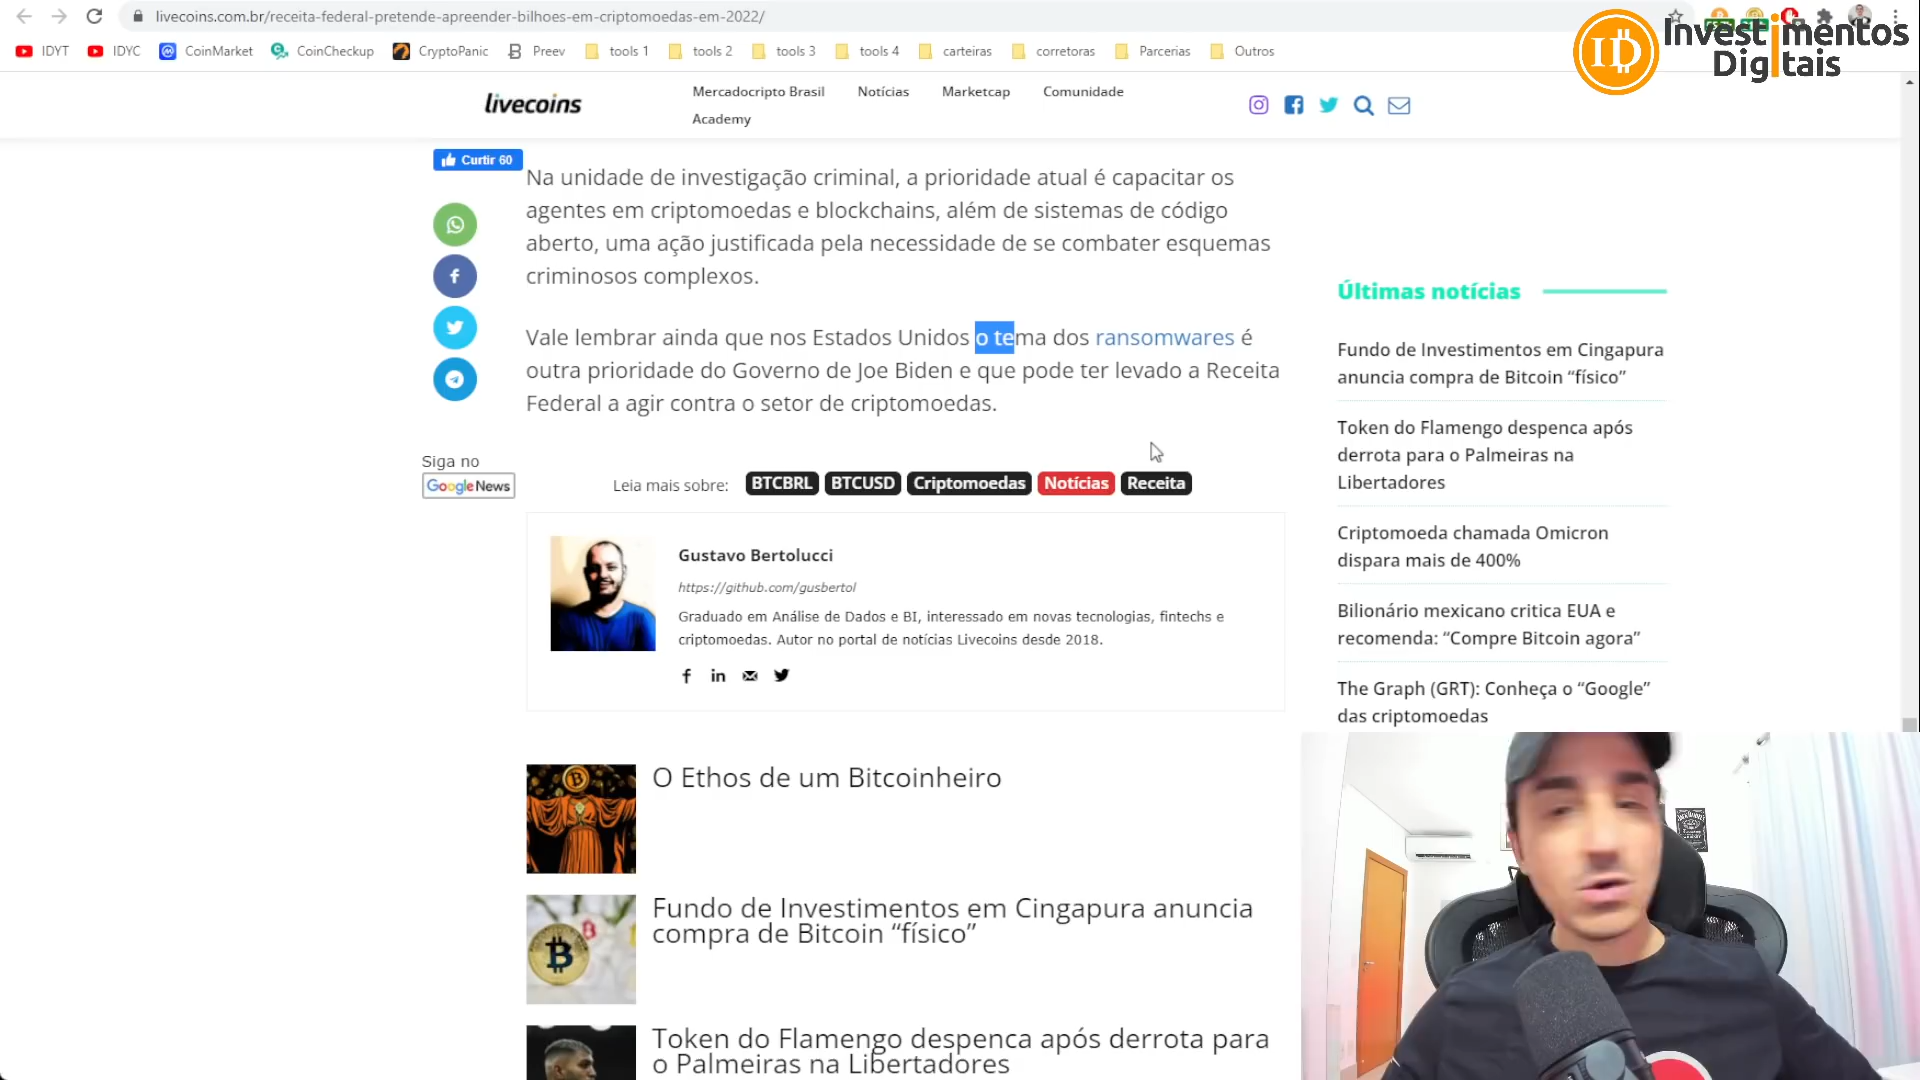 livecoins.com.br/receita-federal-pretende-apreender-bilhoes-em-criptomoedas-em-2022/
IDYT
IDYC
CoinMarket
CoinCheckup
CryptoPanic
Preev
tools 1
tools 2
tools 3
tools 4
carteiras
corretoras
Parcerias
Outros
ID Investimentos
Digitais
livecoins
Mercadocripto Brasil
Notícias
Marketcap
Comunidade
Academy
Curtir 60
Na unidade de investigação criminal, a prioridade atual é capacitar os
agentes em criptomoedas e blockchains, além de sistemas de código
aberto, uma ação justificada pela necessidade de se combater esquemas
criminosos complexos.
Vale lembrar ainda que nos Estados Unidos o tema dos ransomwares é
outra prioridade do Governo de Joe Biden e que pode ter levado a Receita
Federal a agir contra o setor de criptomoedas.
Siga no
Google News
Leia mais sobre:
BTCBRL
BTCUSD
Criptomoedas
Notícias
Receita
Gustavo Bertolucci
https://github.com/gusbertol
Graduado em Análise de Dados e BI, interessado em novas tecnologias, fintechs e
criptomoedas. Autor no portal de notícias Livecoins desde 2018.
O Ethos de um Bitcoinheiro
Fundo de Investimentos em Cingapura anuncia
compra de Bitcoin “físico”
Token do Flamengo despenca após derrota para
o Palmeiras na Libertadores
Últimas notícias
Fundo de Investimentos em Cingapura
anuncia compra de Bitcoin “físico”
Token do Flamengo despenca após
derrota para o Palmeiras na
Libertadores
Criptomoeda chamada Omicron
dispara mais de 400%
Bilionário mexicano critica EUA e
recomenda: “Compre Bitcoin agora”
The Graph (GRT): Conheça o “Google”
das criptomoedas